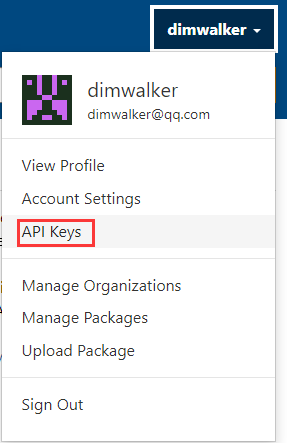 dimwalker
dimwalker
dimwalker@qq.com
View Profile
Account Settings
API Keys
Manage Organizations
Manage Packages
Upload Package
Sign Out